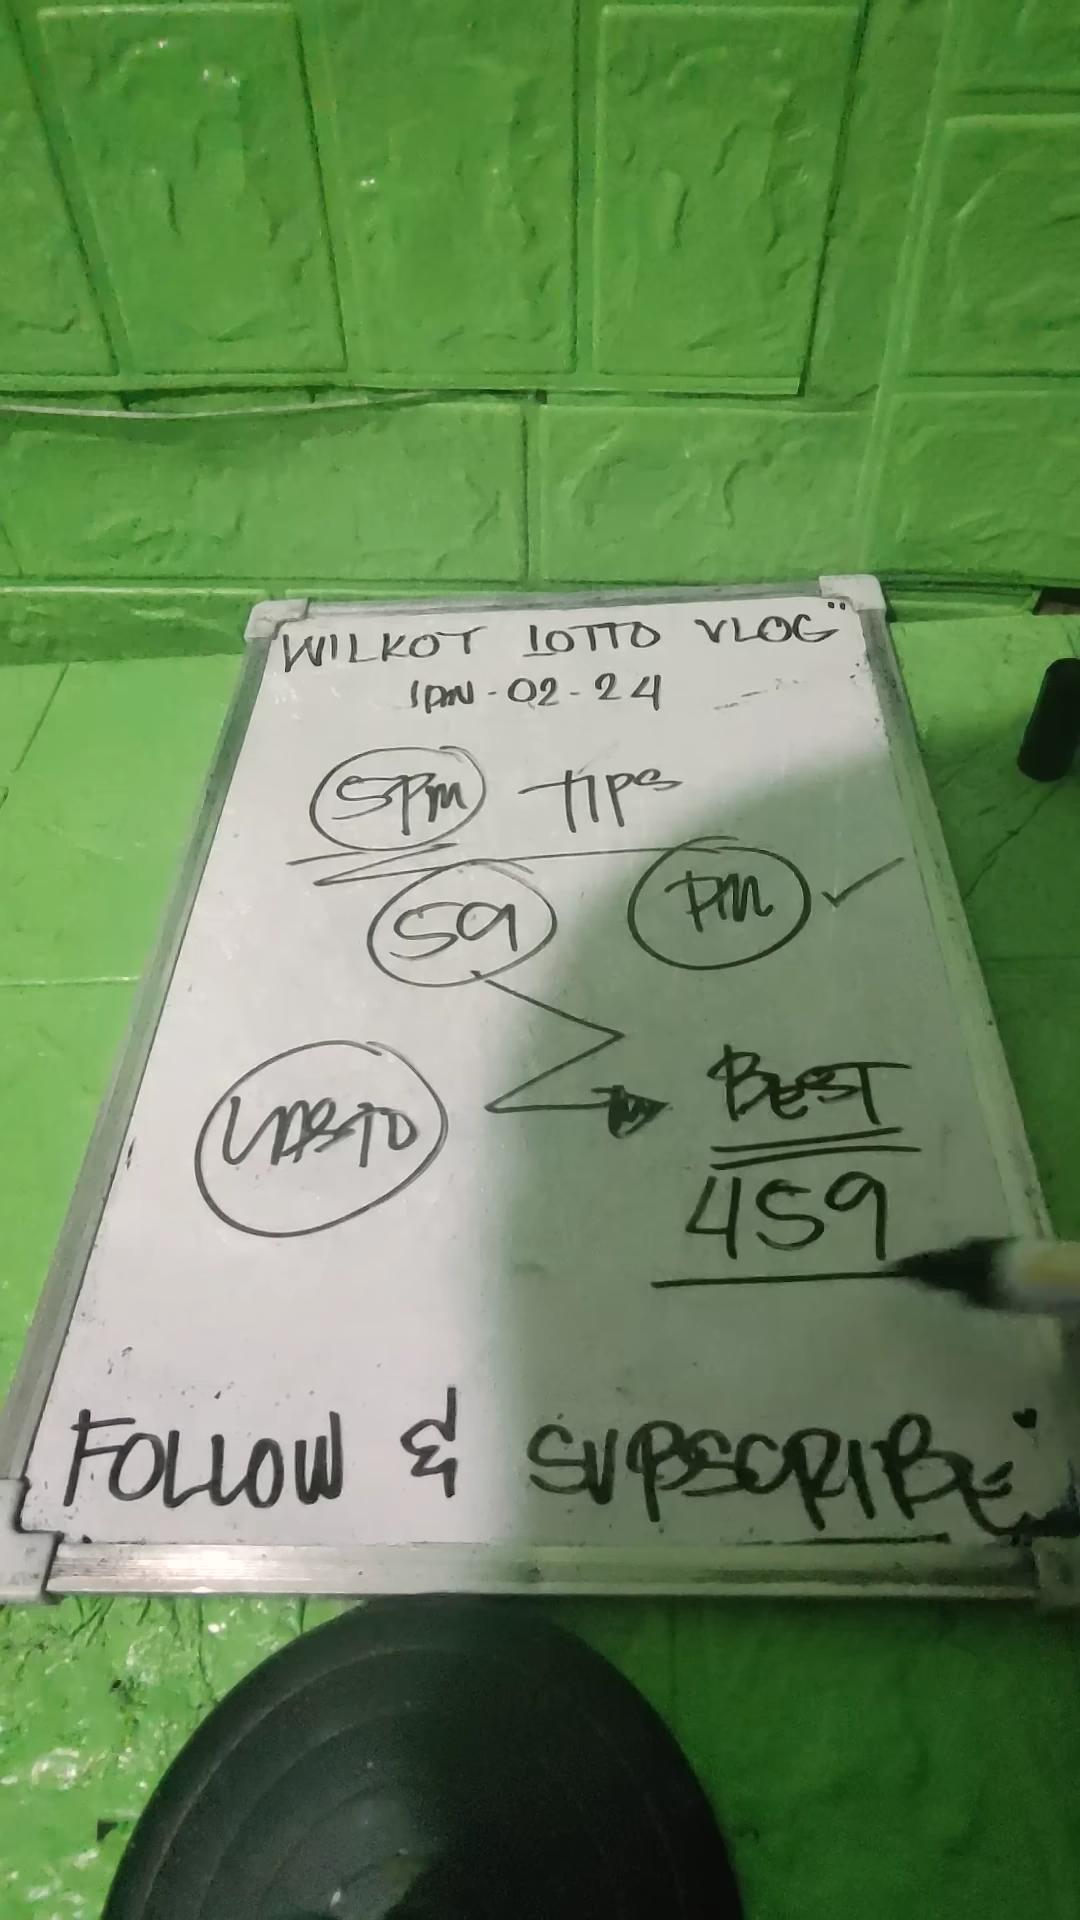 WILKOT LOTTO VLOG"
JAN-02-24
5PM TIPS
59 PM ✓
BEST
459
FOLLOW & SUBSCRIBE